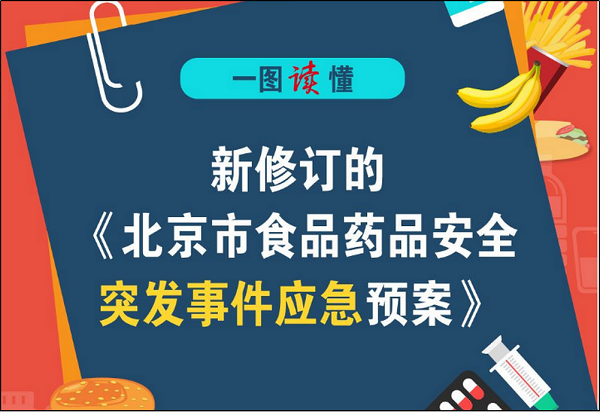 一图读懂
新修订的
《北京市食品药品安全
突发事件应急预案》